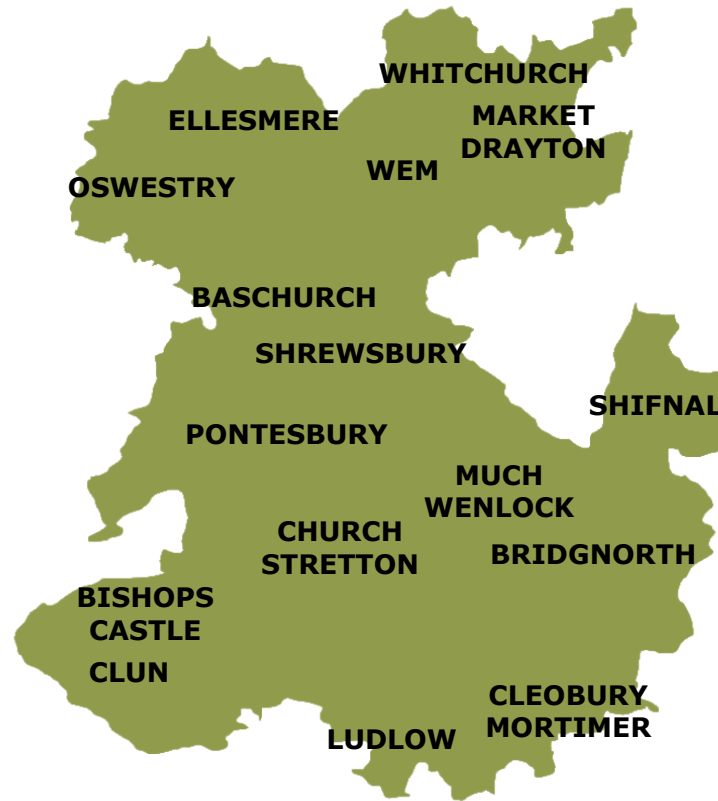 WHITCHURCH
MARKET
DRAYTON
ELLESMERE
WEM
OSWESTRY
BASCHURCH
SHREWSBURY
SHIFNAL
PONTESBURY
MUCH
WENLOCK
CHURCH
STRETTON
BRIDGNORTH
BISHOPS
CASTLE
CLUN
CLEOBURY
MORTIMER
LUDLOW